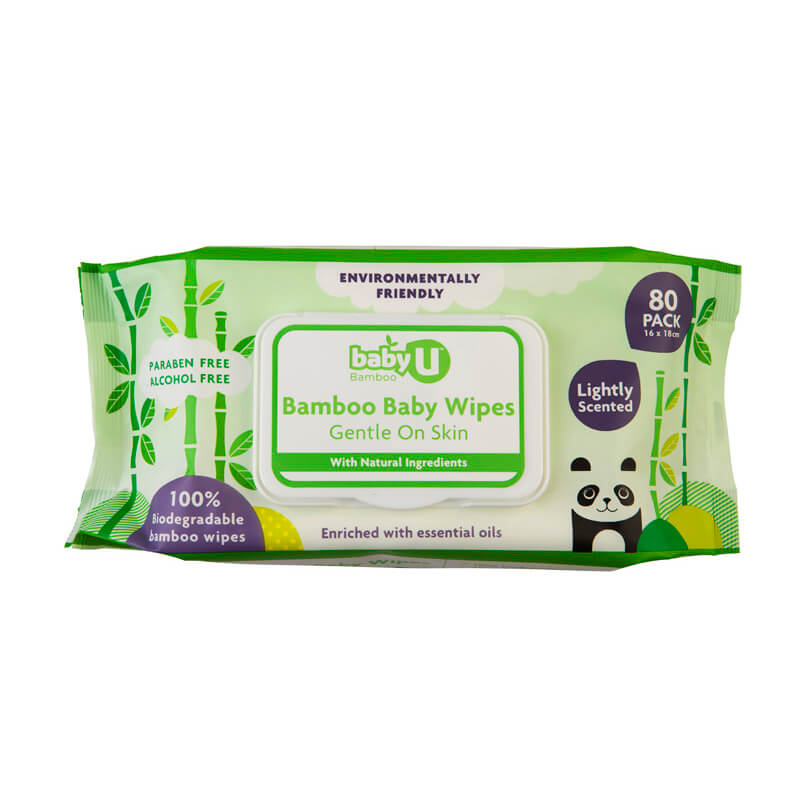 ENVIRONMENTALLY
FRIENDLY
80
PACK
16 x 18cm
PARABEN FREE
ALCOHOL FREE
baby U
Bamboo
Bamboo Baby Wipes
Gentle On Skin
With Natural Ingredients
Lightly
Scented
100%
Biodegradable
bamboo wipes
Enriched with essential oils